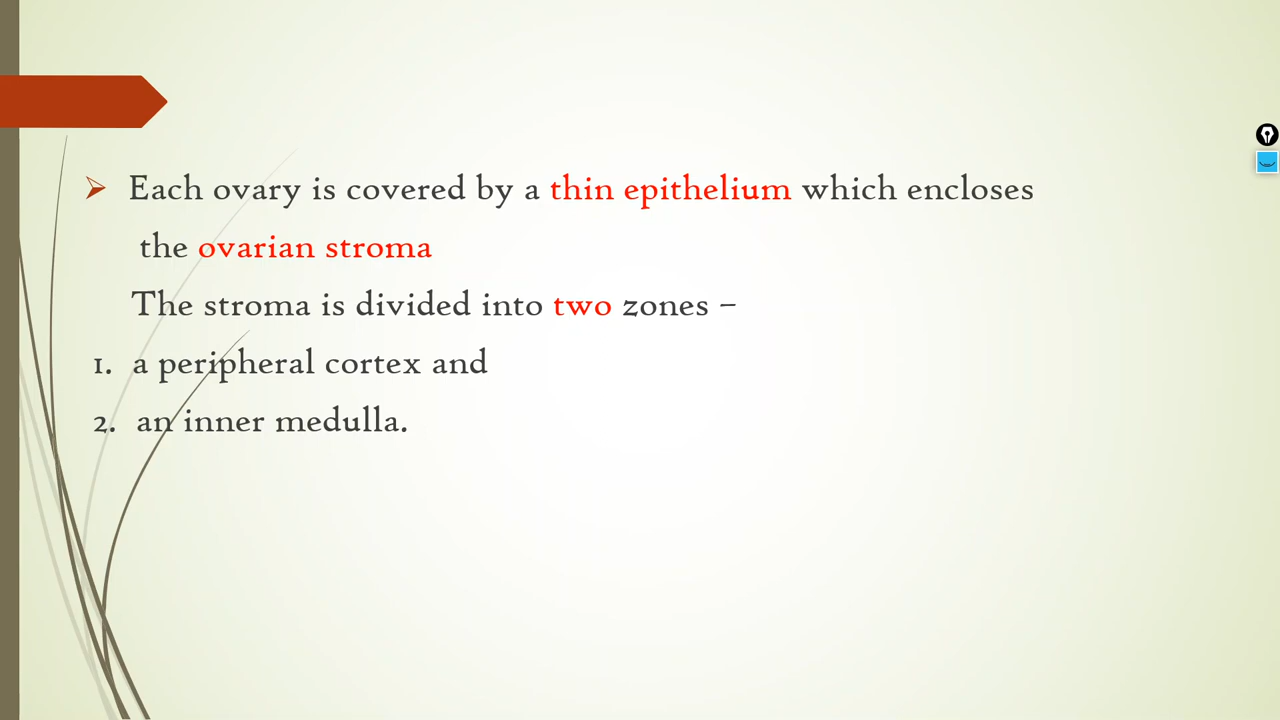 ➢ Each ovary is covered by a thin epithelium which encloses
the ovarian stroma
The stroma is divided into two zones –
1. a peripheral cortex and
2. an inner medulla.